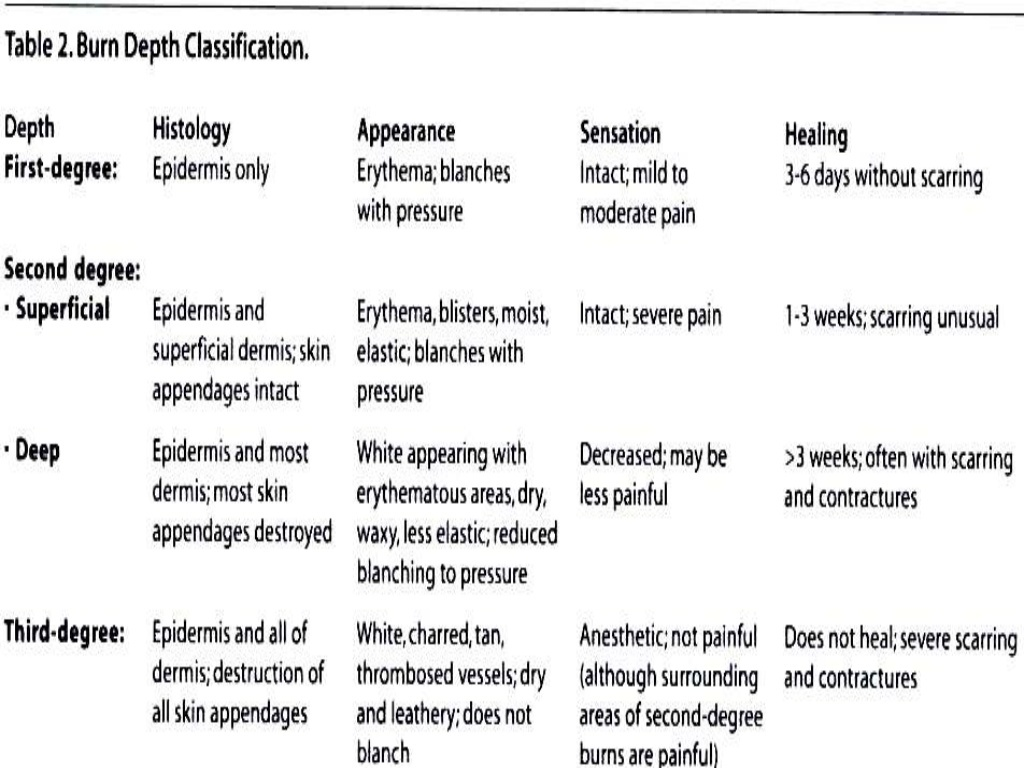 Table 2. Burn Depth Classification.
Depth Histology Appearance Sensation Healing
First-degree: Epidermis only Erythema; blanches Intact; mild to 3-6 days without scarring
with pressure moderate pain
Second degree:
· Superficial Epidermis and Erythema, blisters, moist, Intact; severe pain 1-3 weeks; scarring unusual
superficial dermis; skin elastic; blanches with
appendages intact pressure
· Deep Epidermis and most White appearing with Decreased; may be >3 weeks; often with scarring
dermis; most skin erythematous areas, dry, less painful and contractures
appendages destroyed waxy, less elastic; reduced
blanching to pressure
Third-degree: Epidermis and all of White, charred, tan, Anesthetic; not painful Does not heal; severe scarring
dermis; destruction of thrombosed vessels; dry (although surrounding and contractures
all skin appendages and leathery; does not areas of second-degree
blanch burns are painful)